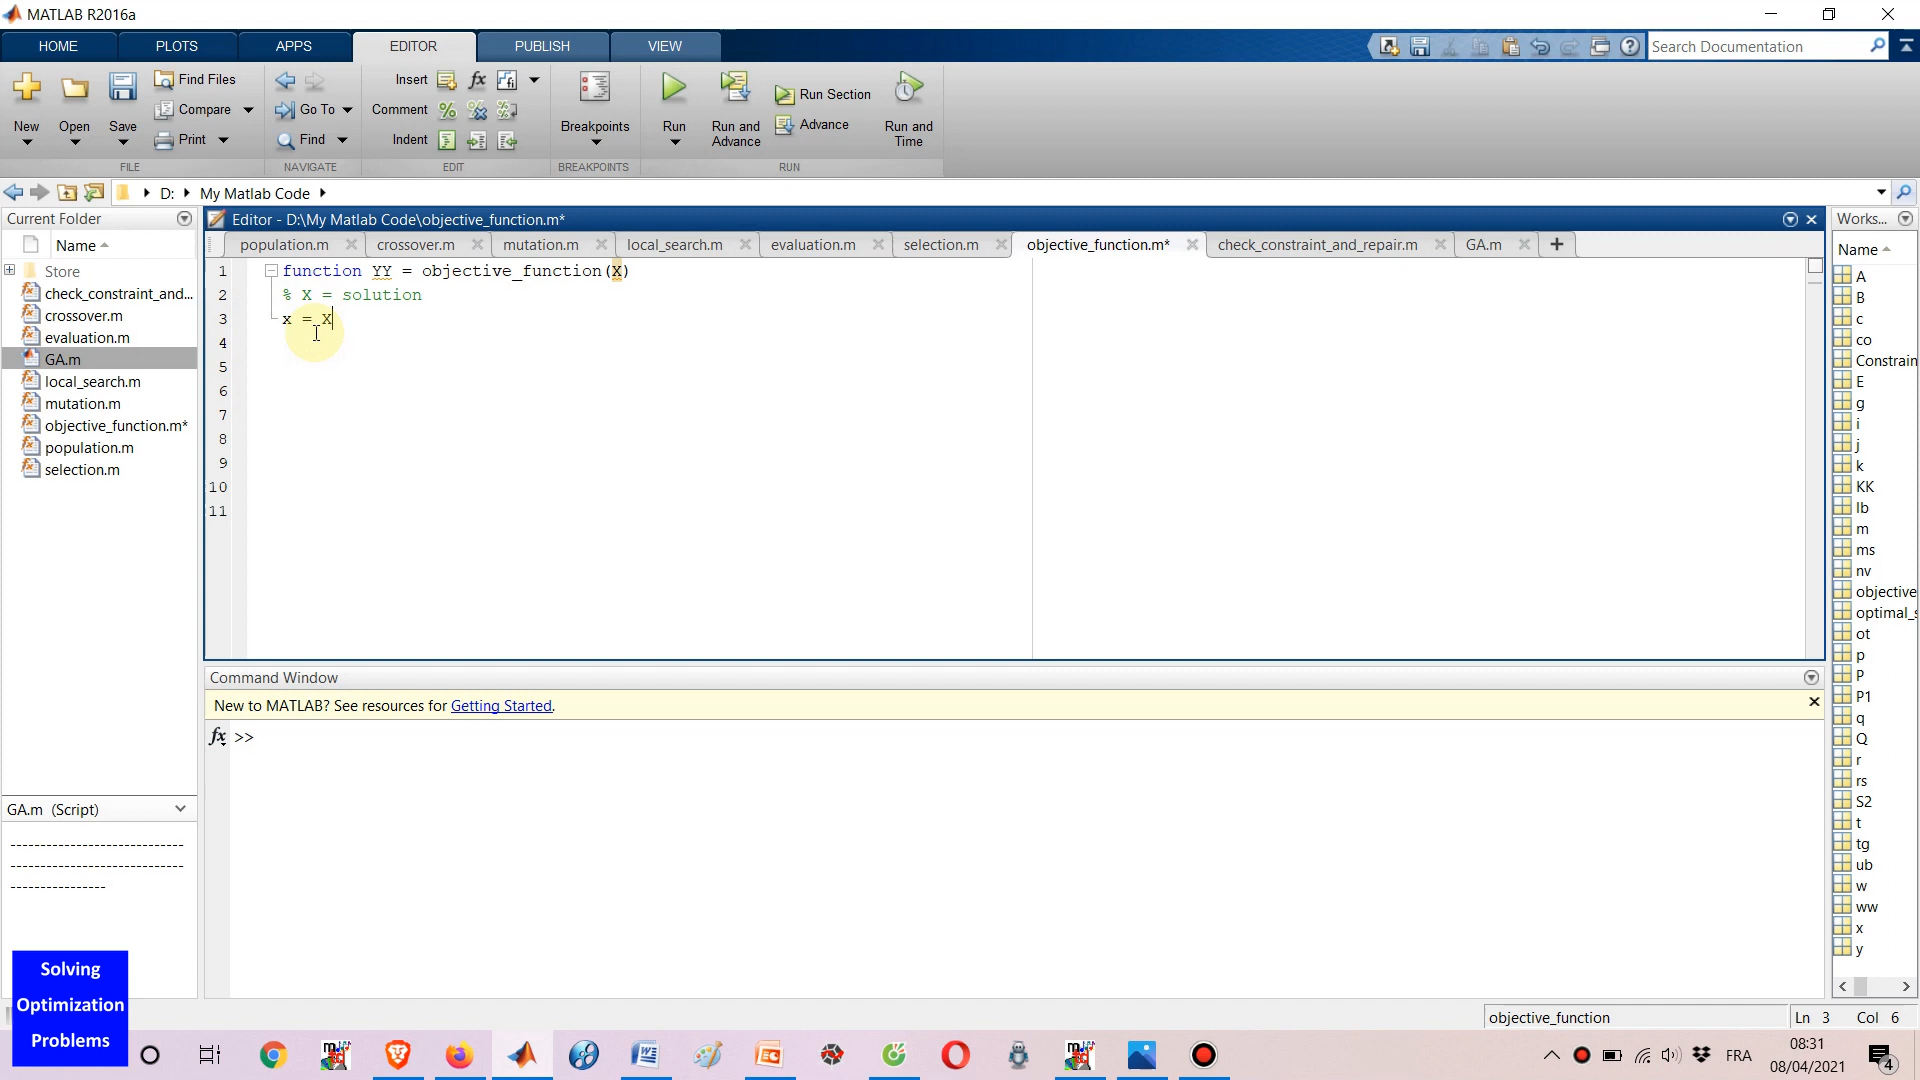 MATLAB R2016a
HOME PLOTS APPS EDITOR PUBLISH VIEW Search Documentation
New Open Save
Find Files
Compare
Print
Go To
Find
Insert fx
Comment
Indent
Breakpoints
Run
Run and Advance
Run Section
Advance
Run and Time
FILE NAVIGATE EDIT BREAKPOINTS RUN
D: My Matlab Code
Current Folder
Name
Store
check_constraint_and...
crossover.m
evaluation.m
GA.m
local_search.m
mutation.m
objective_function.m*
population.m
selection.m
GA.m (Script)
Editor - D:\My Matlab Code\objective_function.m*
population.m crossover.m mutation.m local_search.m evaluation.m selection.m objective_function.m* check_constraint_and_repair.m GA.m
1 function YY = objective_function(X)
2 % X = solution
3 x = X
4
5
6
7
8
9
10
11
Command Window
New to MATLAB? See resources for Getting Started.
fx >>
Works...
Name
A
B
c
co
Constrain
E
g
i
j
k
KK
lb
m
ms
nv
objective
optimal_s
ot
p
P
P1
q
Q
r
rs
S2
t
tg
ub
w
ww
x
y
objective_function Ln 3 Col 6
Solving
Optimization
Problems
FRA
08:31
08/04/2021
4